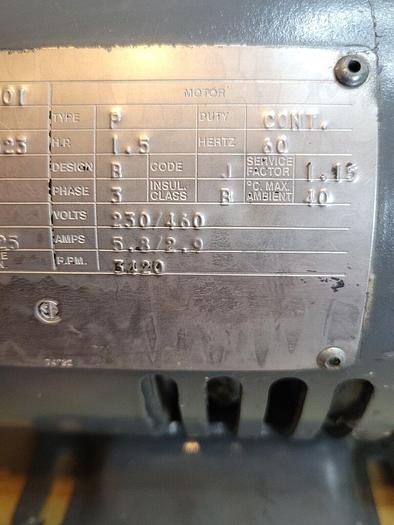 01 MOTOR
TYPE P DUTY CONT.
123 H.P. 1.5 HERTZ 60
DESIGN B CODE J SERVICE FACTOR 1.15
PHASE 3 INSUL. CLASS B °C. MAX. AMBIENT 40
VOLTS 230/460
25 AMPS 5.8/2.9
R.P.M. 3420